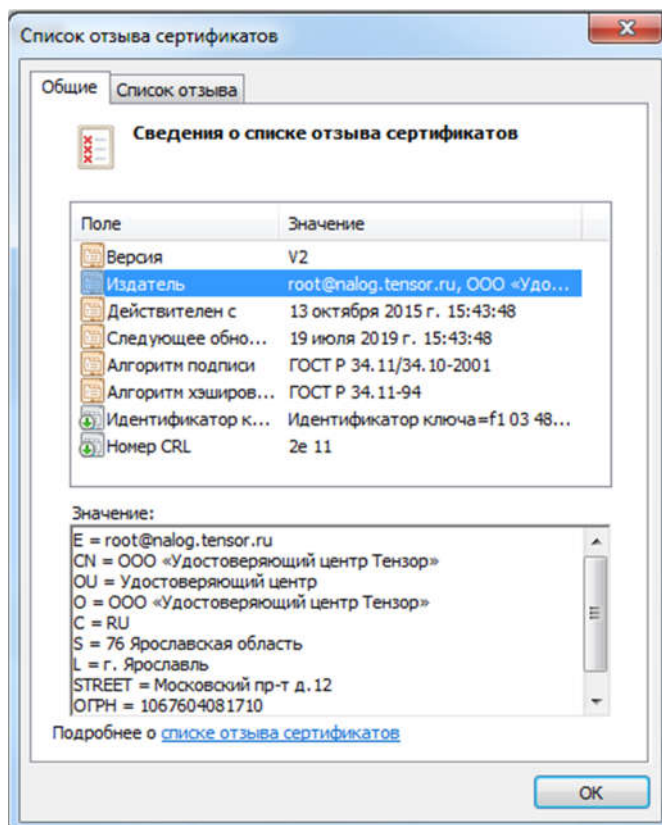 Список отзыва сертификатов
Общие Список отзыва
Сведения о списке отзыва сертификатов
Поле Значение
Версия V2
Издатель root@nalog.tensor.ru, ООО «Удо...
Действителен с 13 октября 2015 г. 15:43:48
Следующее обно... 19 июля 2019 г. 15:43:48
Алгоритм подписи ГОСТ Р 34.11/34.10-2001
Алгоритм хэширов... ГОСТ Р 34.11-94
Идентификатор к... Идентификатор ключа=f1 03 48...
Номер CRL 2e 11
Значение:
E = root@nalog.tensor.ru
CN = ООО «Удостоверяющий центр Тензор»
OU = Удостоверяющий центр
O = ООО «Удостоверяющий центр Тензор»
C = RU
S = 76 Ярославская область
L = г. Ярославль
STREET = Московский пр-т д.12
ОГРН = 1067604081710
Подробнее о списке отзыва сертификатов
ОК